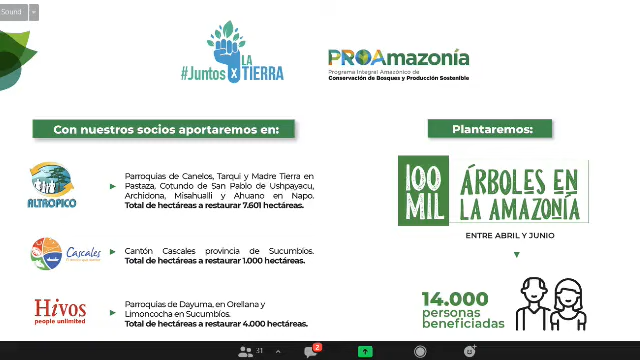 Sound
#JuntosxLATIERRA
PROAmazonía
Programa Integral Amazónico de
Conservación de Bosques y Producción Sostenible
Con nuestros socios aportaremos en:
Plantaremos:
ALTROPICO
Parroquias de Canelos, Tarqui y Madre Tierra en
Pastaza, Cotundo de San Pablo de Ushpayacu,
Archidona, Misahualli y Ahuano en Napo.
Total de hectáreas a restaurar 7.601 hectáreas.
100
MIL
ÁRBOLES EN
LA AMAZONÍA
ENTRE ABRIL Y JUNIO
Cascales
Cantón Cascales provincia de Sucumbíos.
Total de hectáreas a restaurar 1.000 hectáreas.
Hivos
people unlimited
Parroquias de Dayuma, en Orellana y
Limoncocha en Sucumbíos.
Total de hectáreas a restaurar 4.000 hectáreas.
14.000
personas
beneficiadas
31
2